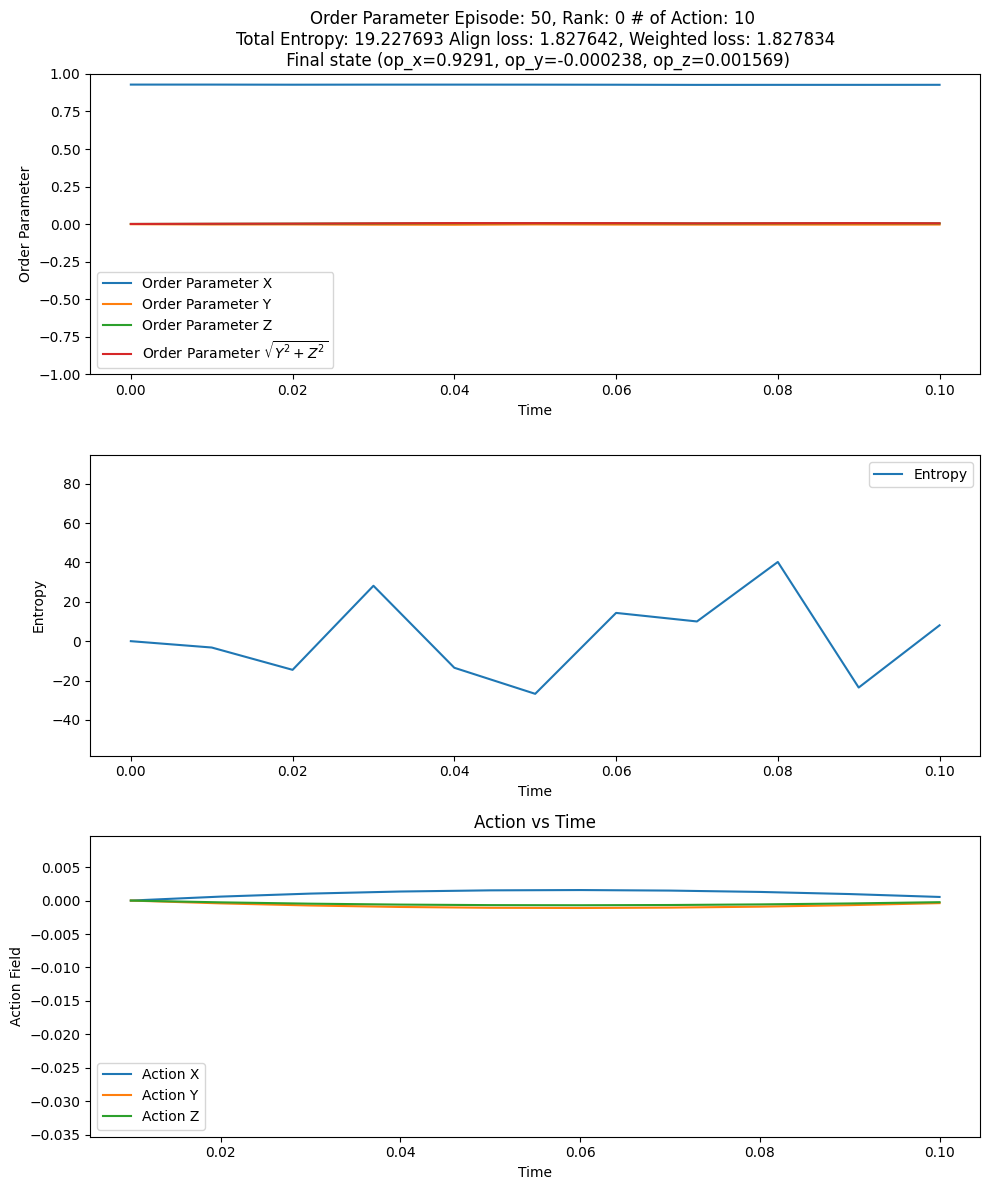 Order Parameter Episode: 50, Rank: 0 # of Action: 10
Total Entropy: 19.227693 Align loss: 1.827642, Weighted loss: 1.827834
Final state (op_x=0.9291, op_y=-0.000238, op_z=0.001569)
1.00
0.75
0.50
0.25
0.00
−0.25
−0.50
−0.75
−1.00
Order Parameter
Order Parameter X
Order Parameter Y
Order Parameter Z
Order Parameter √Y² + Z²
0.00 0.02 0.04 0.06 0.08 0.10
Time
80
60
40
20
0
−20
−40
Entropy
Entropy
0.00 0.02 0.04 0.06 0.08 0.10
Time
Action vs Time
0.005
0.000
−0.005
−0.010
−0.015
−0.020
−0.025
−0.030
−0.035
Action Field
Action X
Action Y
Action Z
0.02 0.04 0.06 0.08 0.10
Time